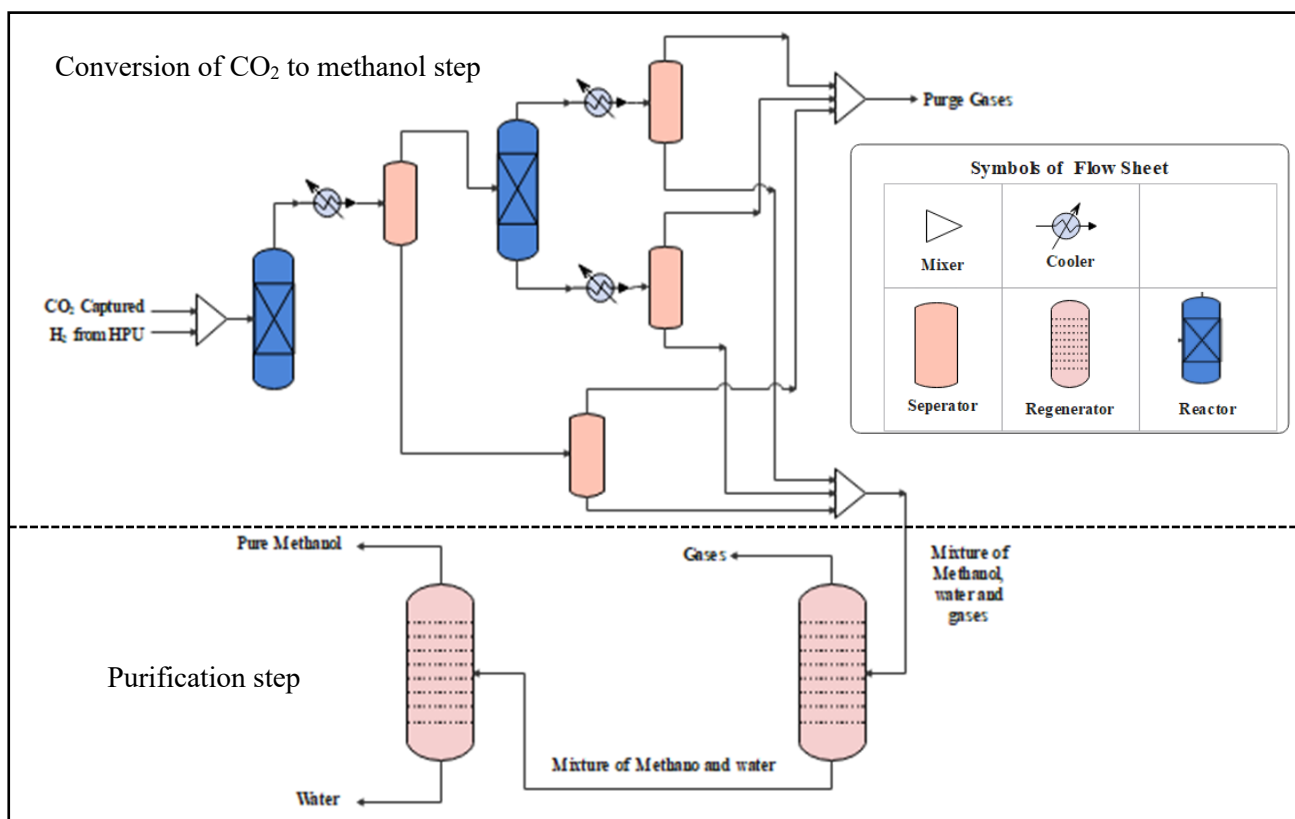 Conversion of CO₂ to methanol step
Purge Gases
Symbols of Flow Sheet
Mixer
Cooler
CO₂ Captured
H₂ from HPU
Seperator
Regenerator
Reactor
Pure Methanol
Gases
Mixture of
Methanol,
water and
gases
Purification step
Mixture of Methano and water
Water